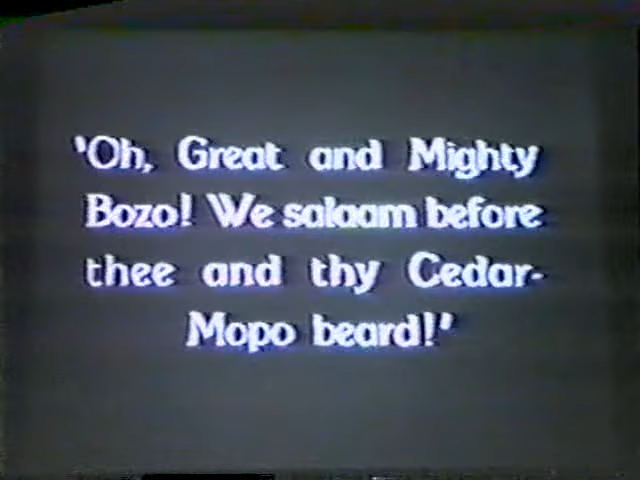 'Oh, Great and Mighty
Bozo! We salaam before
thee and thy Cedar-
Mopo beard!'